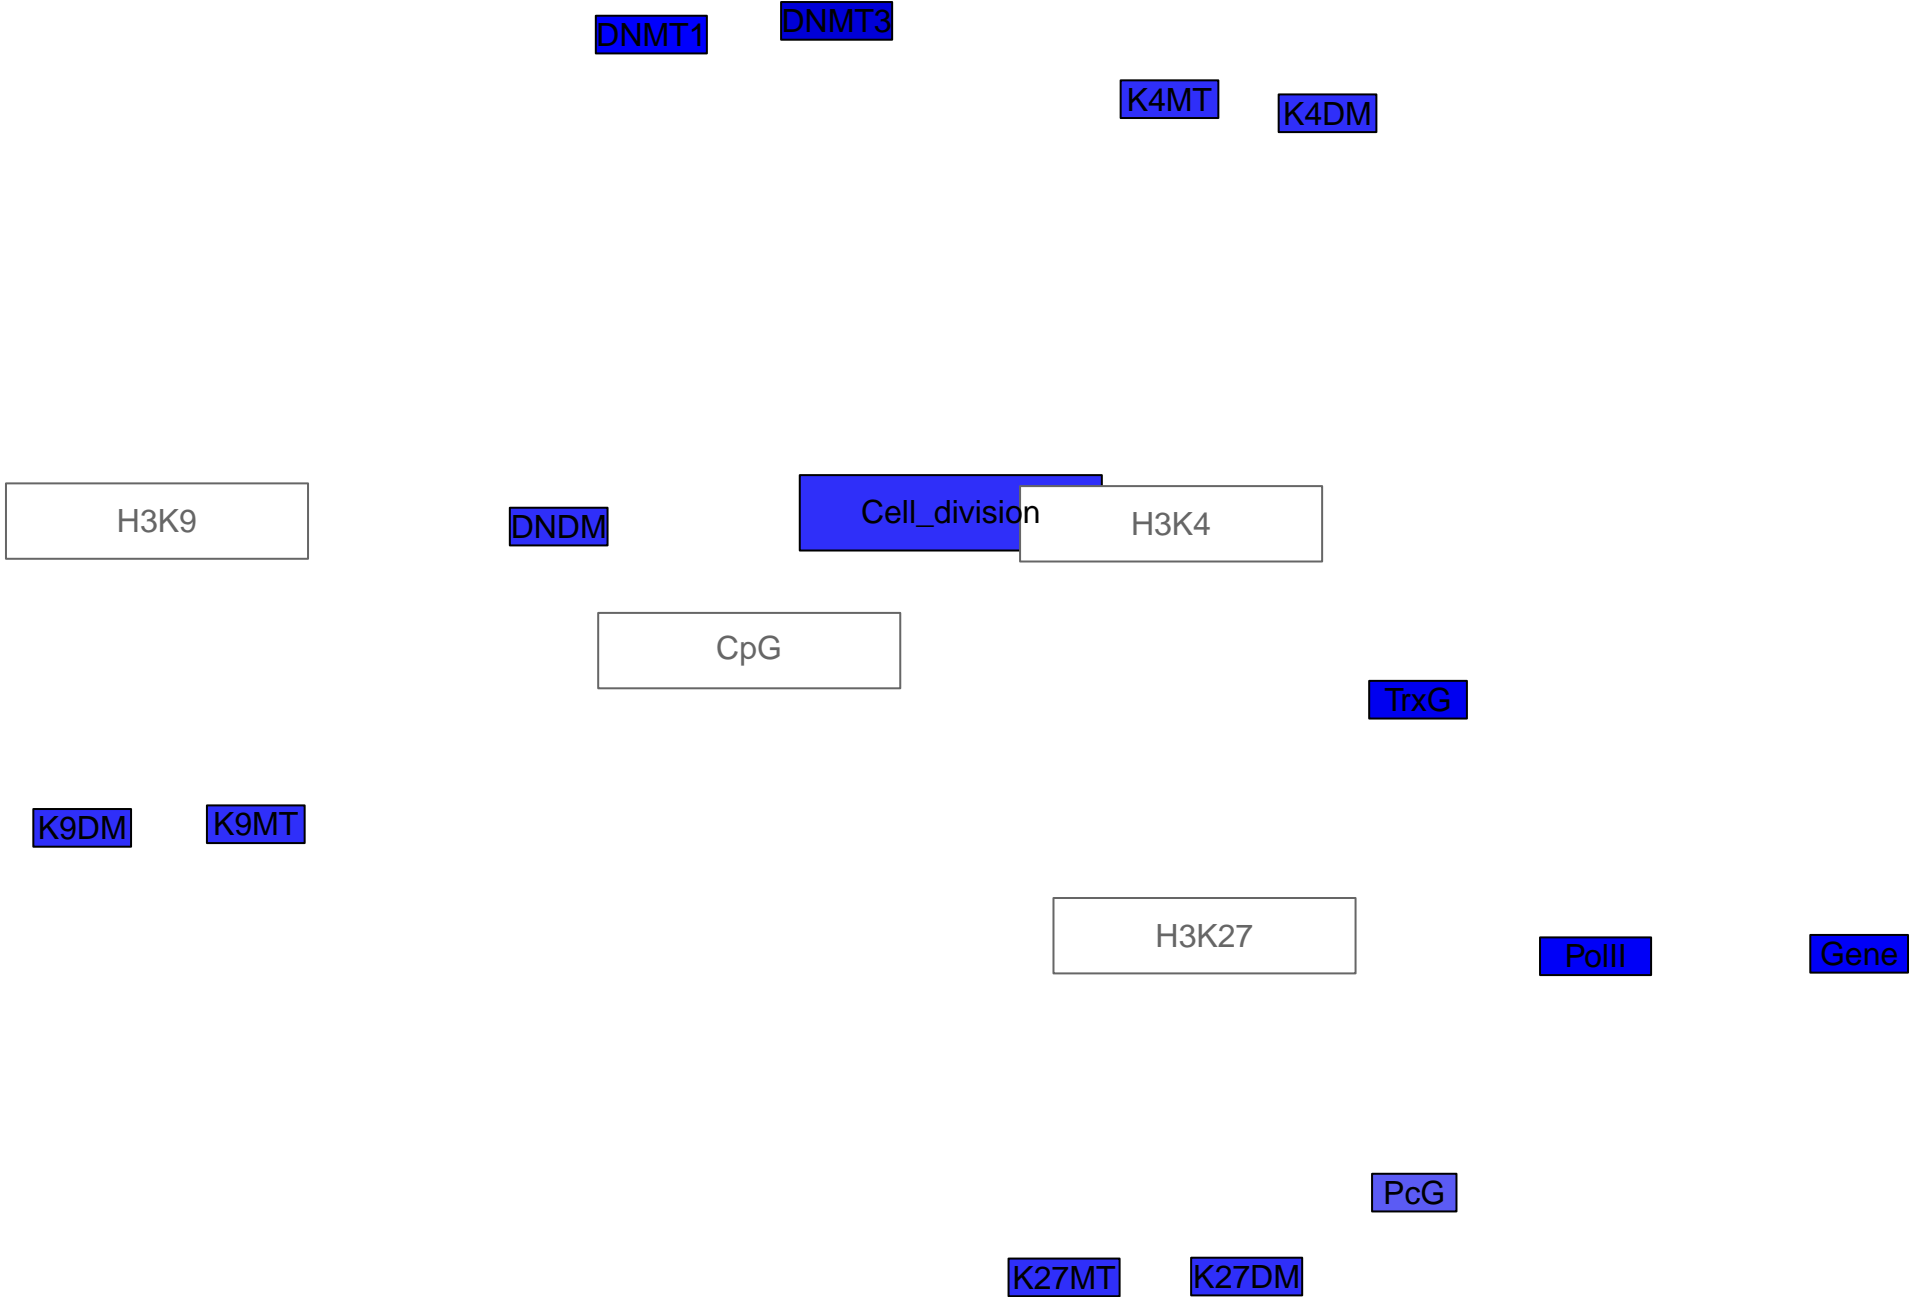 DNMT1
DNMT3
K4MT
K4DM
H3K9
DNDM
Cell_division
H3K4
CpG
TrxG
K9DM
K9MT
H3K27
PolII
Gene
PcG
K27MT
K27DM